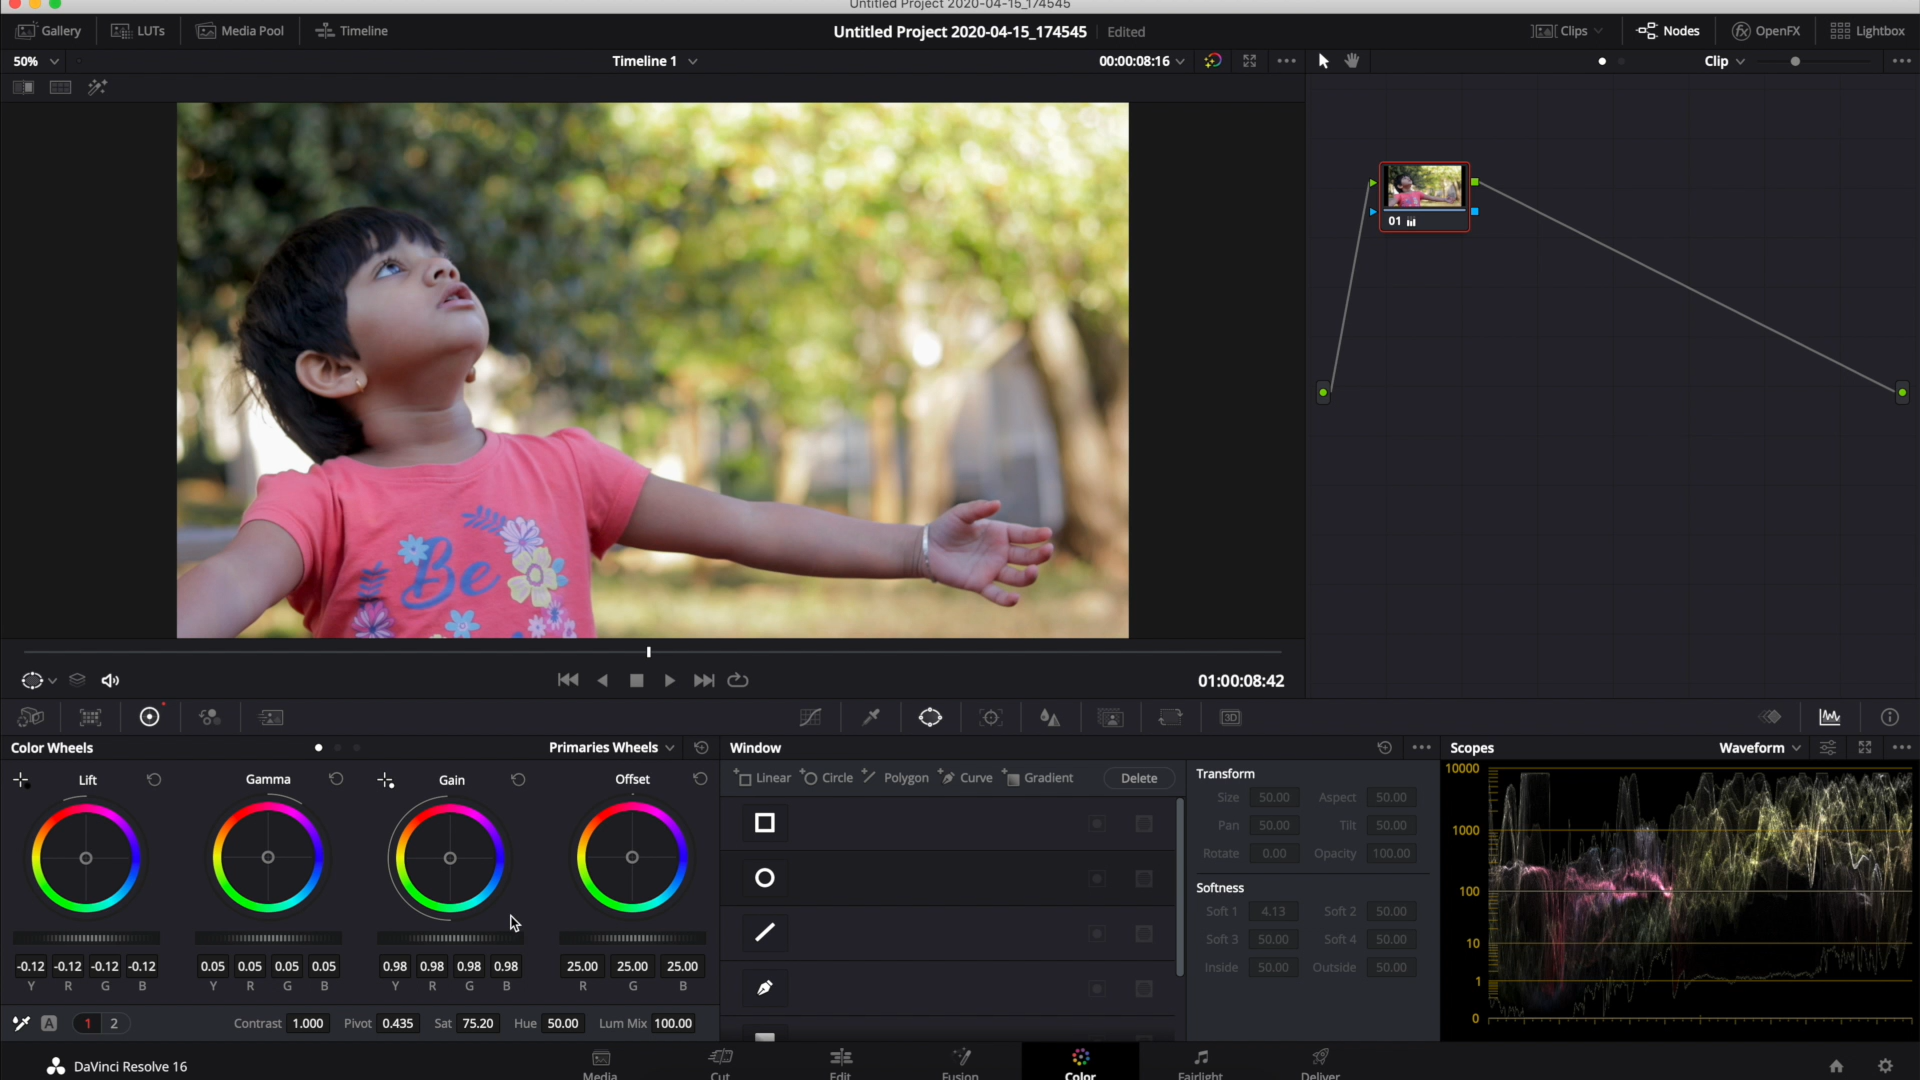 Untitled Project 2020-04-15_174545
Gallery LUTs Media Pool Timeline Untitled Project 2020-04-15_174545 Edited Clips Nodes OpenFX Lightbox
50% Timeline 1 00:00:08:16 Clip
01
Be
01:00:08:42
3D
Color Wheels Primaries Wheels Window Scopes Waveform
Lift Gamma Gain Offset
Linear Circle Polygon Curve Gradient Delete
Transform
Size 50.00 Aspect 50.00
Pan 50.00 Tilt 50.00
Rotate 0.00 Opacity 100.00
Softness
Soft 1 4.13 Soft 2 50.00
Soft 3 50.00 Soft 4 50.00
Inside 50.00 Outside 50.00
10000
1000
100
10
1
0
-0.12 -0.12 -0.12 -0.12 0.05 0.05 0.05 0.05 0.98 0.98 0.98 0.98 25.00 25.00 25.00
Y R G B Y R G B Y R G B R G B
A 1 2 Contrast 1.000 Pivot 0.435 Sat 75.20 Hue 50.00 Lum Mix 100.00
DaVinci Resolve 16 Media Cut Edit Fusion Color Fairlight Deliver